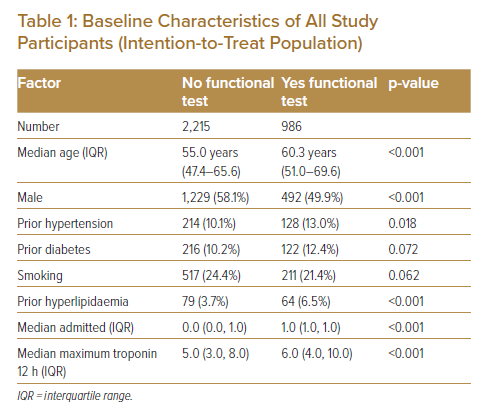 Table 1: Baseline Characteristics of All Study
Participants (Intention-to-Treat Population)
Factor No functional test Yes functional test p-value
Number 2,215 986
Median age (IQR) 55.0 years (47.4–65.6) 60.3 years (51.0–69.6) <0.001
Male 1,229 (58.1%) 492 (49.9%) <0.001
Prior hypertension 214 (10.1%) 128 (13.0%) 0.018
Prior diabetes 216 (10.2%) 122 (12.4%) 0.072
Smoking 517 (24.4%) 211 (21.4%) 0.062
Prior hyperlipidaemia 79 (3.7%) 64 (6.5%) <0.001
Median admitted (IQR) 0.0 (0.0, 1.0) 1.0 (1.0, 1.0) <0.001
Median maximum troponin 12 h (IQR) 5.0 (3.0, 8.0) 6.0 (4.0, 10.0) <0.001
IQR = interquartile range.